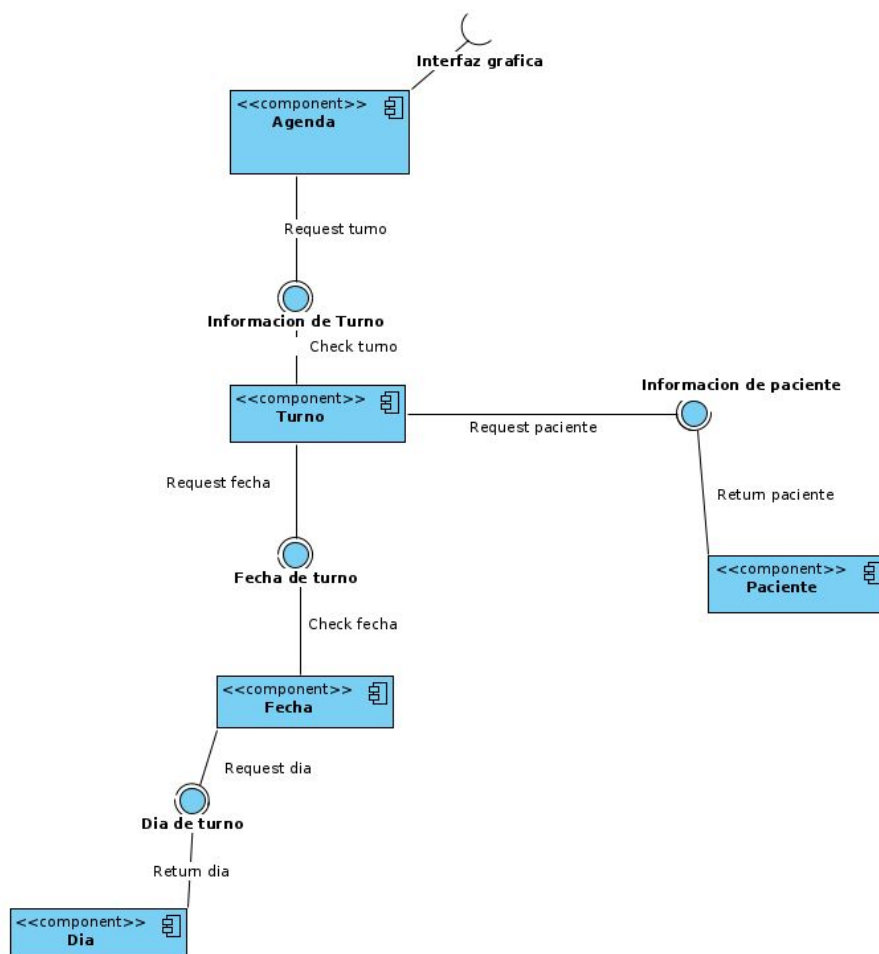 Interfaz grafica
<<component>>
Agenda
Request turno
Informacion de Turno
Check turno
<<component>>
Turno
Informacion de paciente
Request paciente
Request fecha
Return paciente
Fecha de turno
<<component>>
Paciente
Check fecha
<<component>>
Fecha
Request dia
Dia de turno
Return dia
<<component>>
Dia